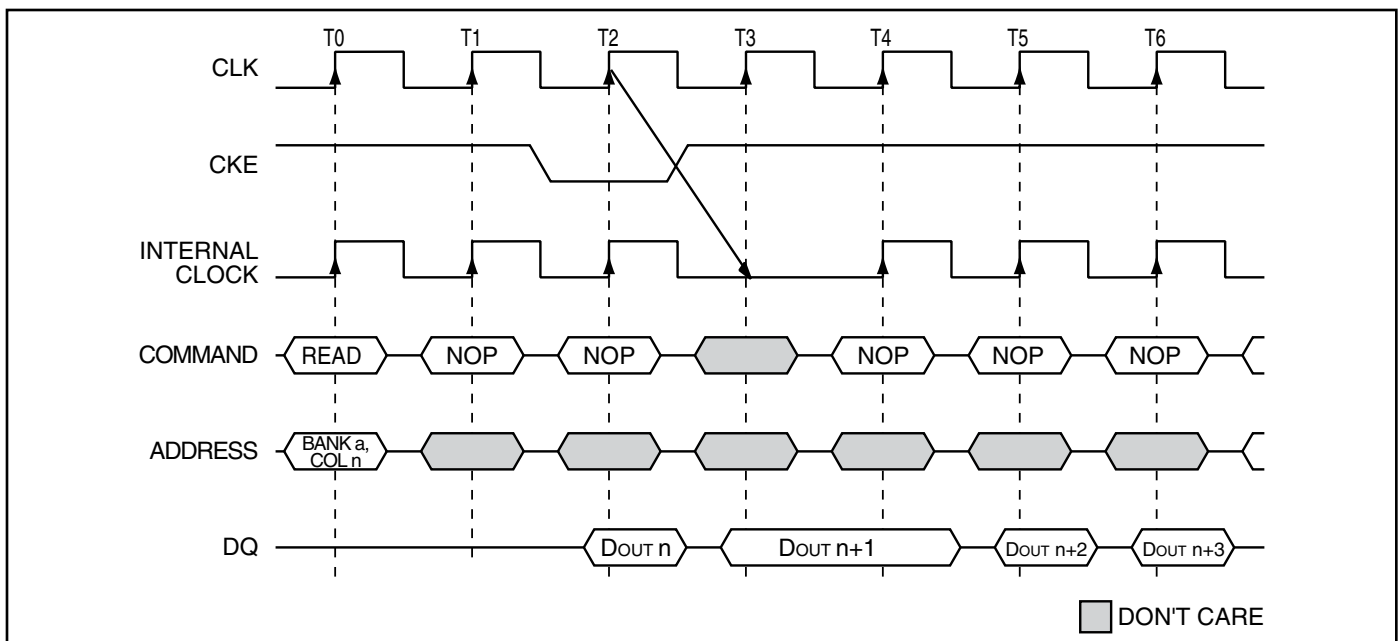 T0 T1 T2 T3 T4 T5 T6
CLK
CKE
INTERNAL
CLOCK
COMMAND READ NOP NOP NOP NOP NOP
ADDRESS BANK a,
COL n
DQ DOUT n DOUT n+1 DOUT n+2 DOUT n+3
DON'T CARE